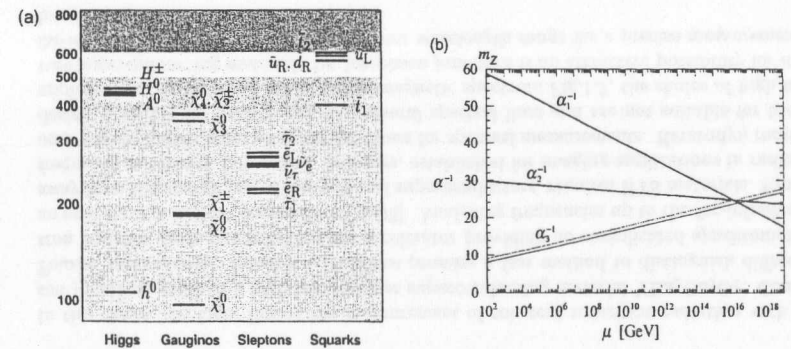 (a)
800
600
500
400
300
200
100
H±
H⁰
A⁰
h⁰
χ̃⁰₄, χ̃±₂
χ̃⁰₃
χ̃±₁
χ̃⁰₂
χ̃⁰₁
τ̃₂
ẽL ν̃e
ν̃τ
ẽR
τ̃₁
t̃₂
ũL
ũR, d̃R
t̃₁
Higgs Gauginos Sleptons Squarks
(b)
mZ
60
50
40
30
20
10
0
α⁻¹
α₁⁻¹
α₂⁻¹
α₃⁻¹
10² 10⁴ 10⁶ 10⁸ 10¹⁰ 10¹² 10¹⁴ 10¹⁶ 10¹⁸
μ [GeV]